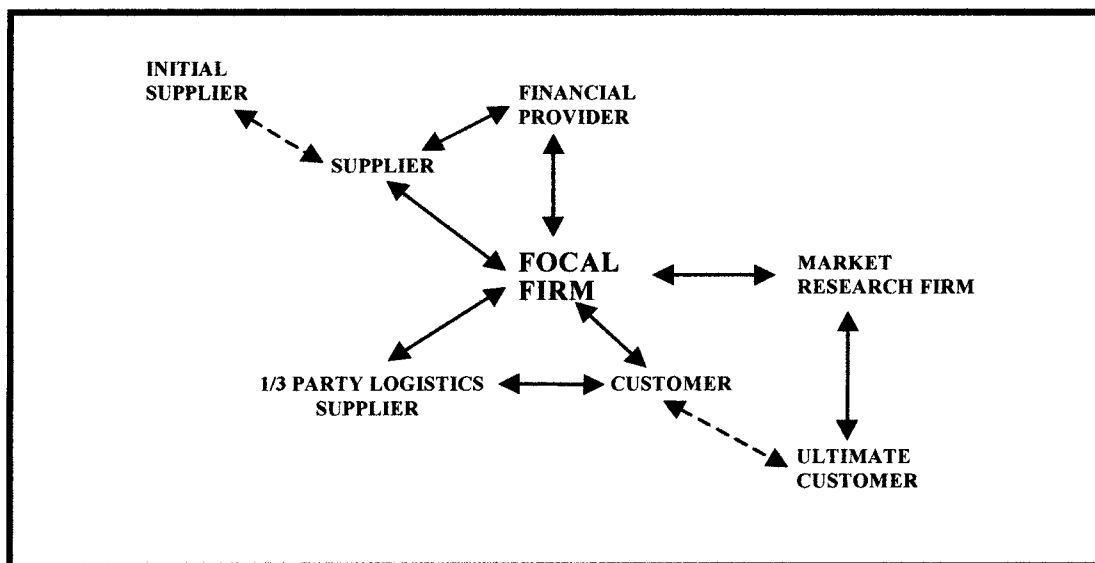 INITIAL
SUPPLIER
FINANCIAL
PROVIDER
SUPPLIER
FOCAL
FIRM
MARKET
RESEARCH FIRM
1/3 PARTY LOGISTICS
SUPPLIER
CUSTOMER
ULTIMATE
CUSTOMER